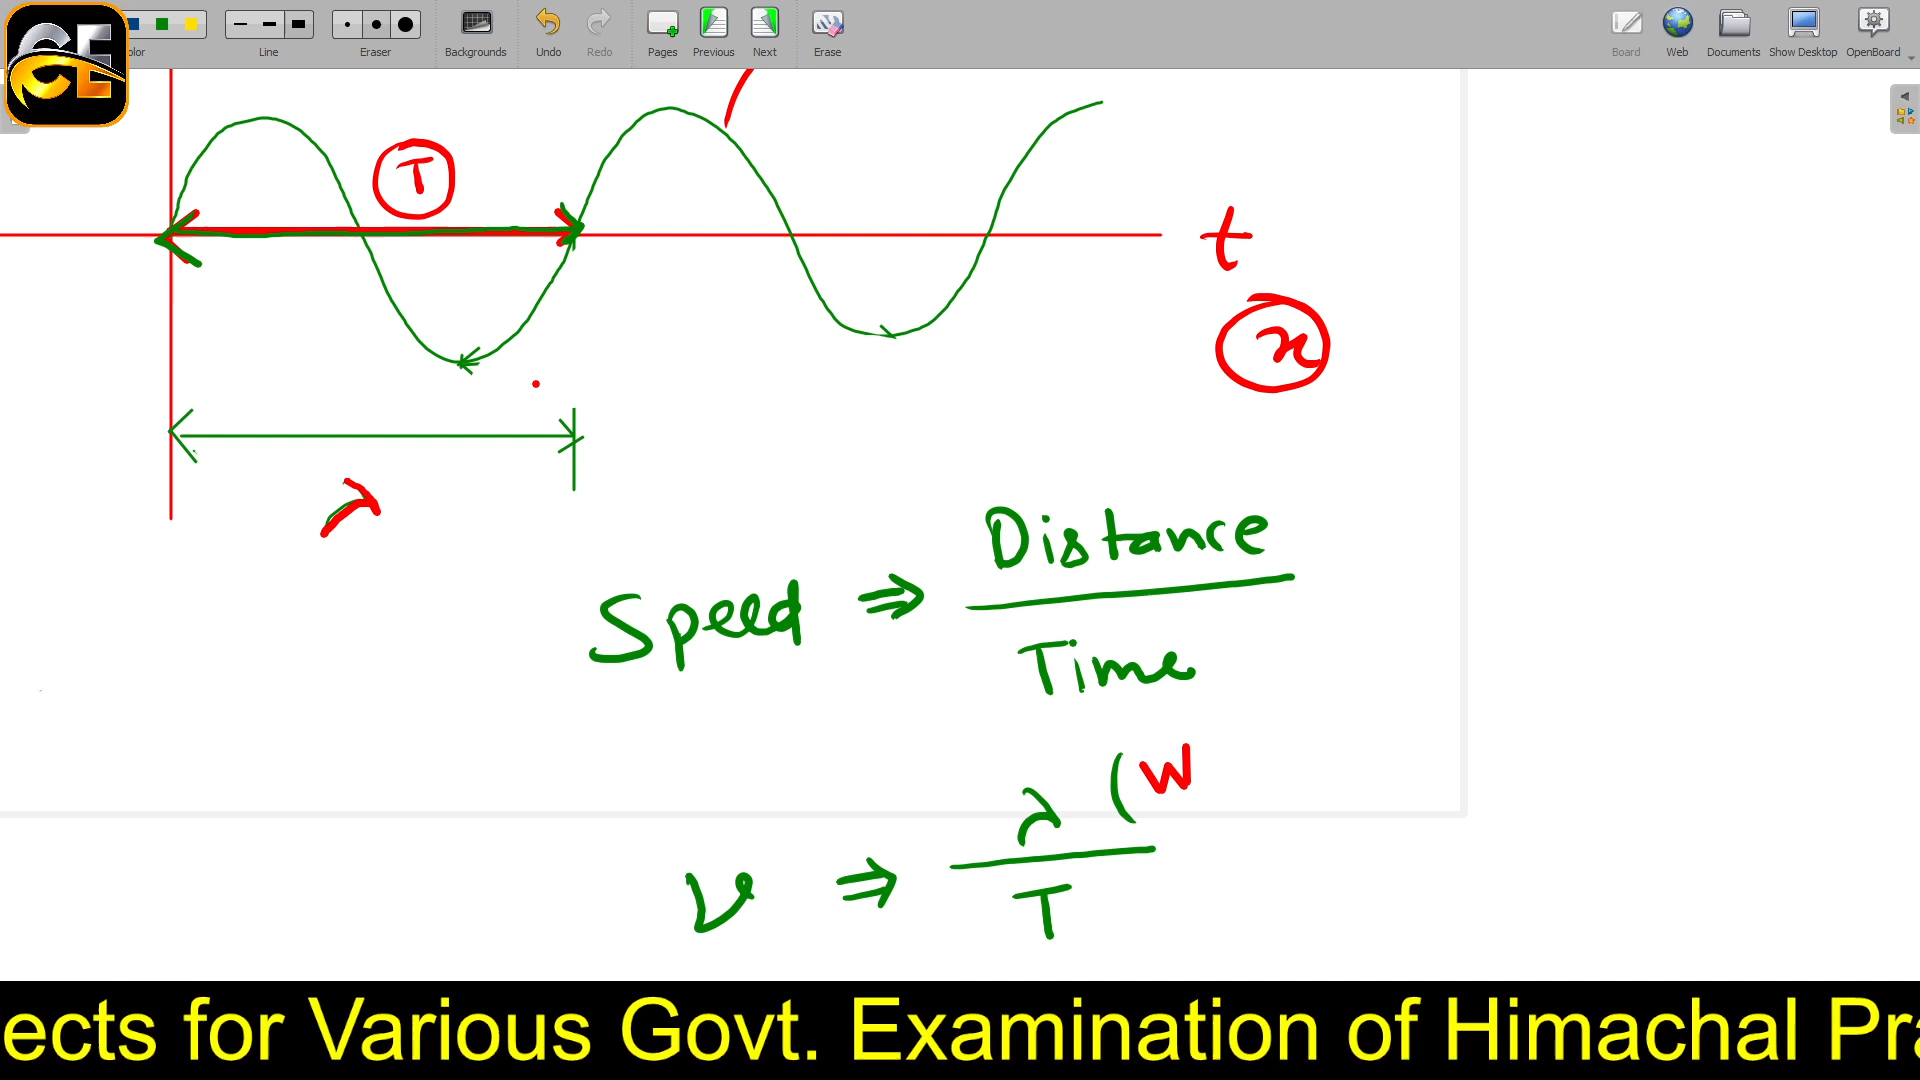 CE
olor
Line
Eraser
Backgrounds
Undo
Redo
Pages
Previous
Next
Erase
Board
Web
Documents
Show Desktop
OpenBoard
T
t
x
λ
Speed ⇒ Distance
Time
v ⇒ λ (W
T
ects for Various Govt. Examination of Himachal Pra